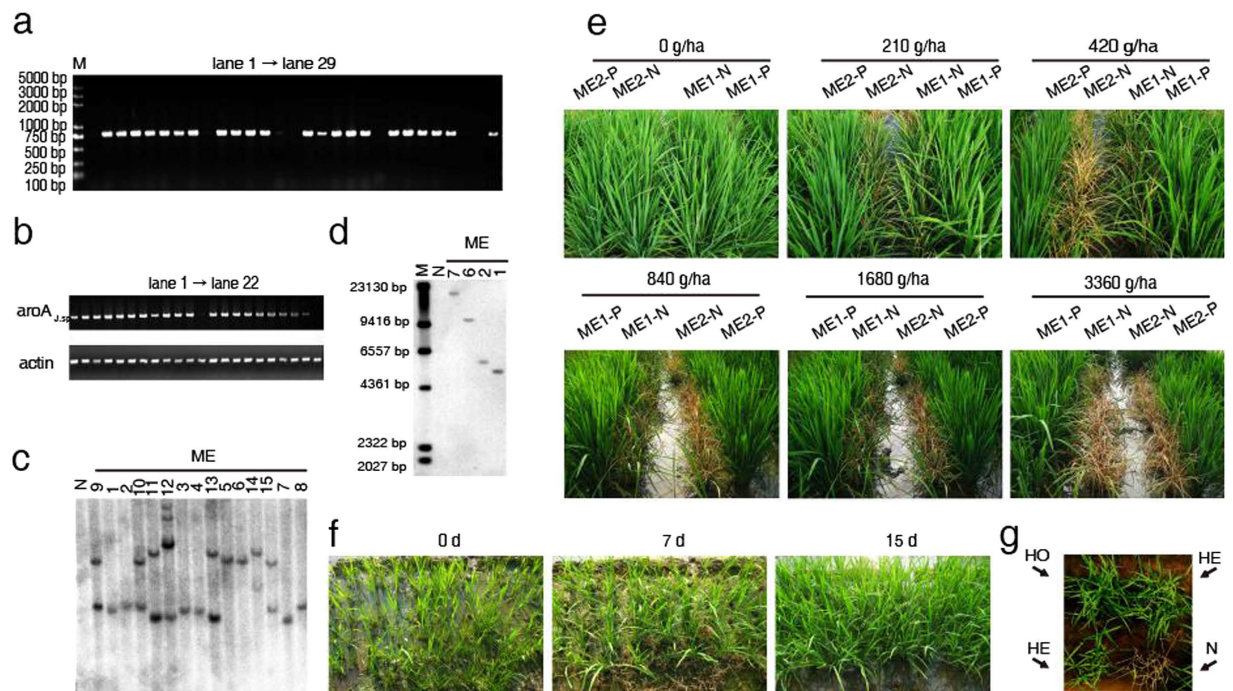 a
M lane 1 → lane 29
5000 bp
3000 bp
2000 bp
1000 bp
750 bp
500 bp
250 bp
100 bp
b
lane 1 → lane 22
aroA J.sp
actin
c
ME
N 9 1 2 10 11 12 3 4 13 5 6 14 15 7 8
d
ME
M N 7 6 2 1
23130 bp
9416 bp
6557 bp
4361 bp
2322 bp
2027 bp
e
0 g/ha 210 g/ha 420 g/ha
ME2-P ME2-N ME1-N ME1-P ME2-P ME2-N ME1-N ME1-P ME2-P ME2-N ME1-N ME1-P
840 g/ha 1680 g/ha 3360 g/ha
ME1-P ME1-N ME2-N ME2-P ME1-P ME1-N ME2-N ME2-P ME1-P ME1-N ME2-N ME2-P
f
0 d 7 d 15 d
g
HO HE
HE N